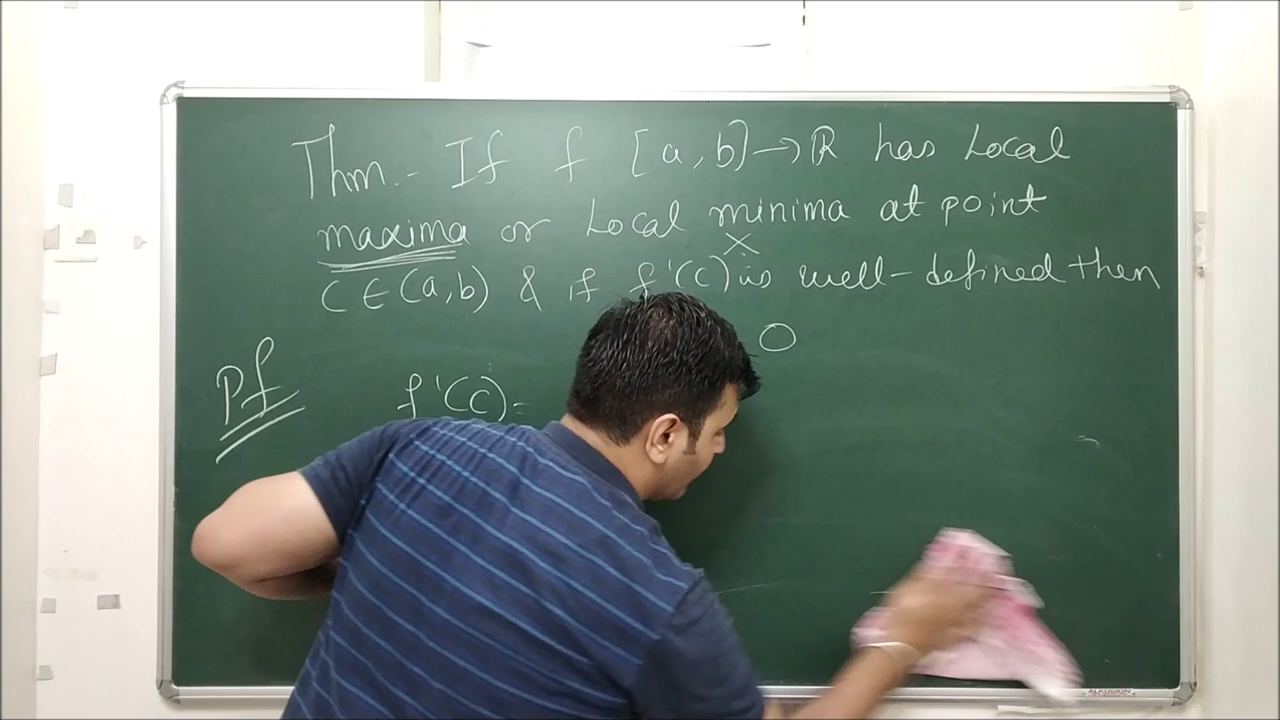 Thm.- If f [a, b]→ℝ has Local
maxima or Local minima at point
C∈(a,b) & if f'(c) is well-defined then
0
Pf f'(c)=